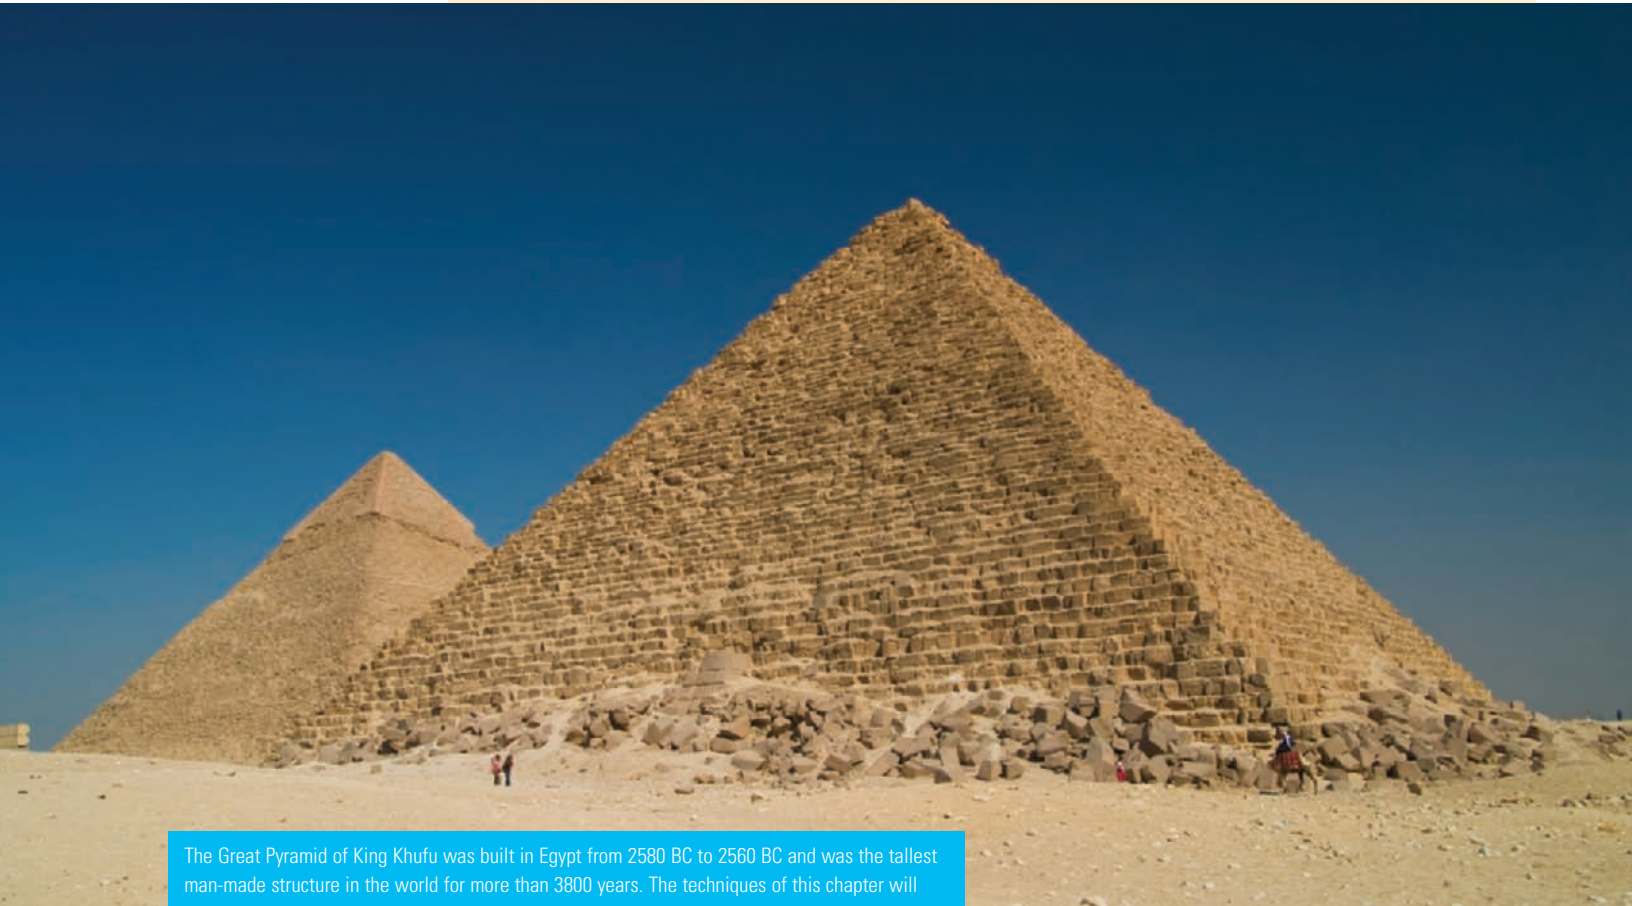 The Great Pyramid of King Khufu was built in Egypt from 2580 BC to 2560 BC and was the tallest
man-made structure in the world for more than 3800 years. The techniques of this chapter will